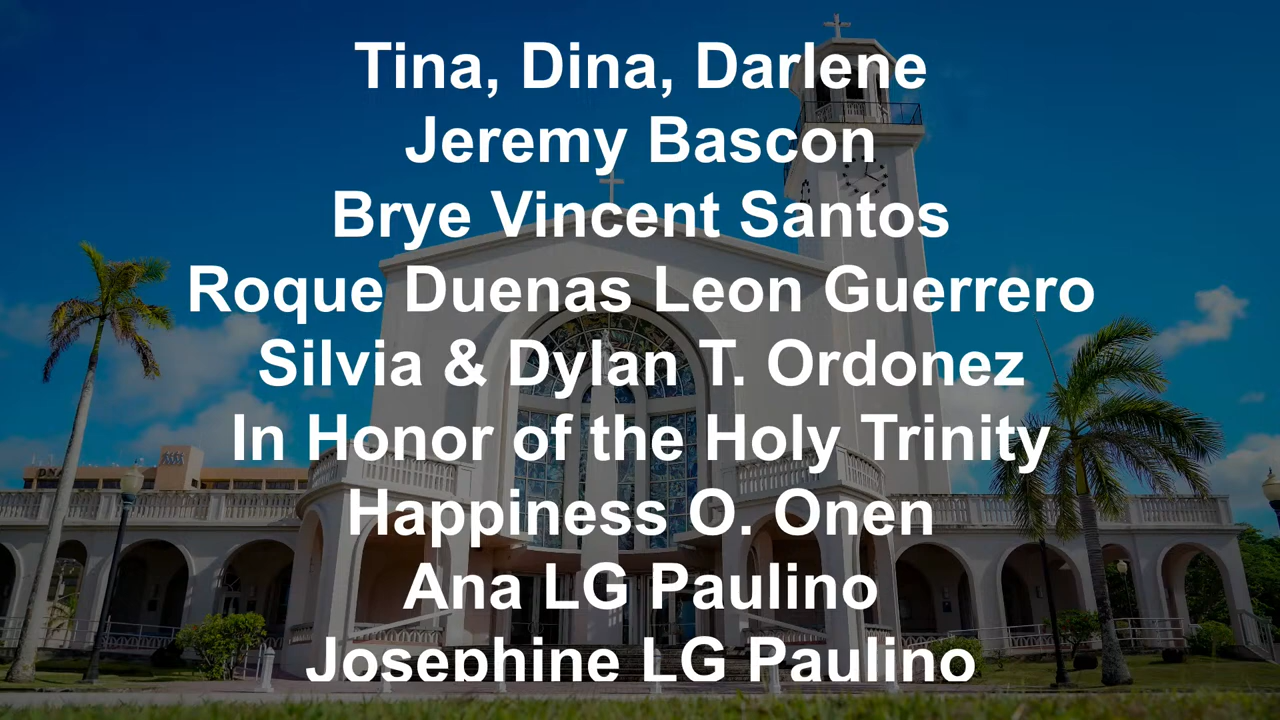 Tina, Dina, Darlene
Jeremy Bascon
Brye Vincent Santos
Roque Duenas Leon Guerrero
Silvia & Dylan T. Ordonez
In Honor of the Holy Trinity
Happiness O. Onen
Ana LG Paulino
Josephine LG Paulino